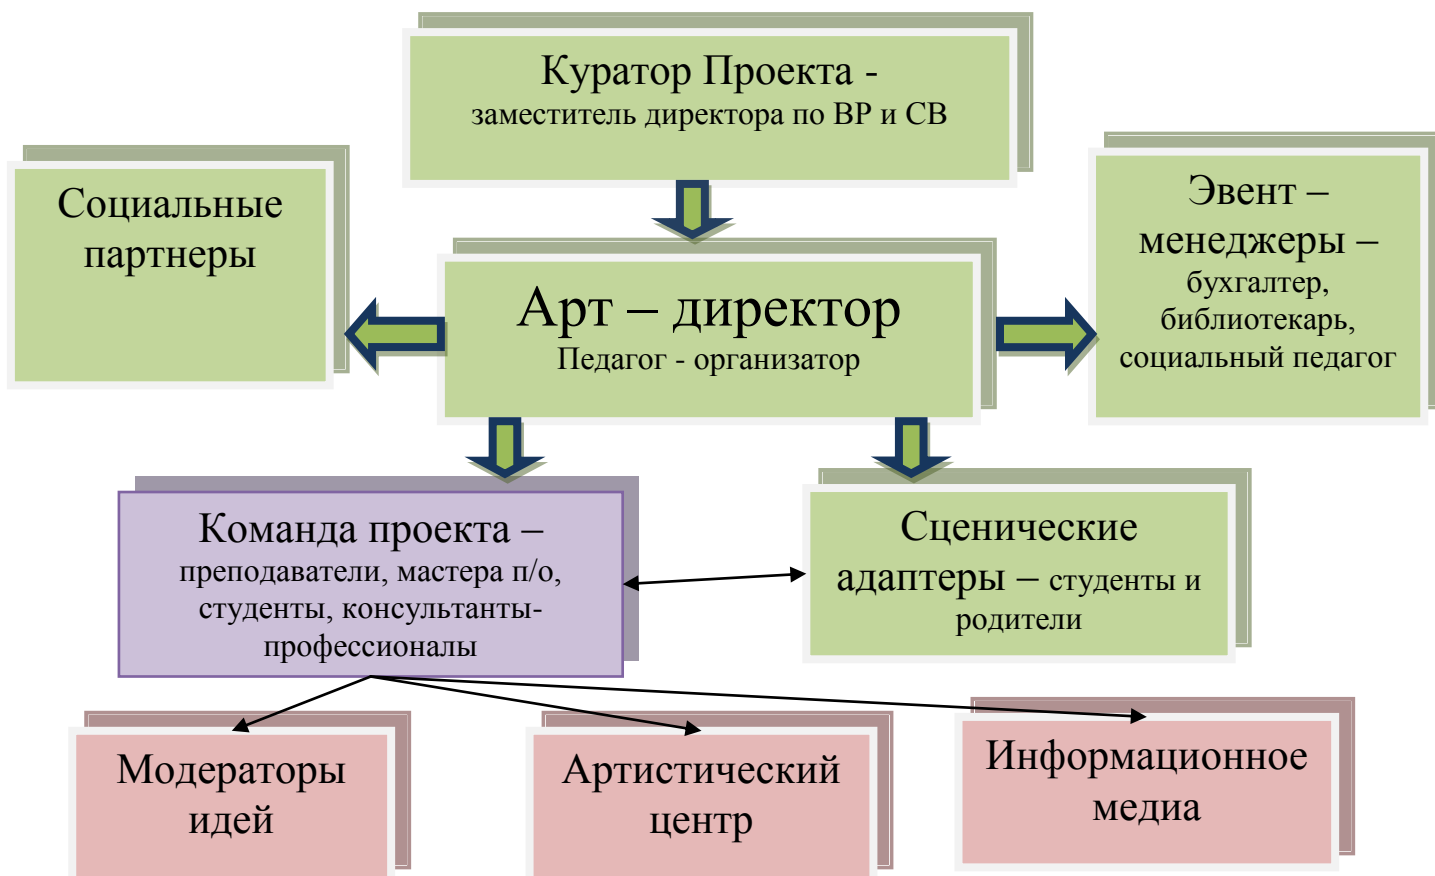 Куратор Проекта -
заместитель директора по ВР и СВ
Социальные
партнеры
Эвент –
менеджеры –
бухгалтер,
библиотекарь,
социальный педагог
Арт – директор
Педагог - организатор
Команда проекта –
преподаватели, мастера п/о,
студенты, консультанты-
профессионалы
Сценические
адаптеры – студенты и
родители
Модераторы
идей
Артистический
центр
Информационное
медиа